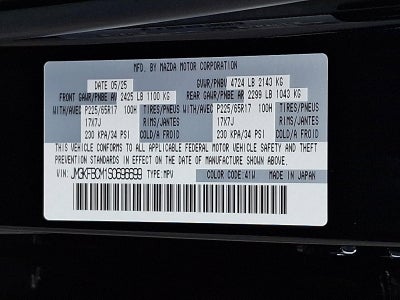 MFD. BY MAZDA MOTOR CORPORATION
DATE 05/25 GVWR/PNBV 4724 LB 2143 KG
FRONT GAWR/PNBE AV 2425 LB 1100 KG REAR GAWR/PNBE AR 2299 LB 1043 KG
WITH/AVEC P225/65R17 100H TIRES/PNEUS WITH/AVEC P225/65R17 100H TIRES/PNEUS
17X7J RIMS/JANTES 17X7J RIMS/JANTES
230 KPA/34 PSI COLD/A FROID 230 KPA/34 PSI COLD/A FROID
THIS VEHICLE CONFORMS TO ALL APPLICABLE FEDERAL MOTOR VEHICLE SAFETY AND THEFT
PREVENTION STANDARDS IN EFFECT ON THE DATE OF MANUFACTURE SHOWN ABOVE.
VIN: JM3KFBCM1S0696699 TYPE: MPV COLOR CODE: 41W MADE IN JAPAN